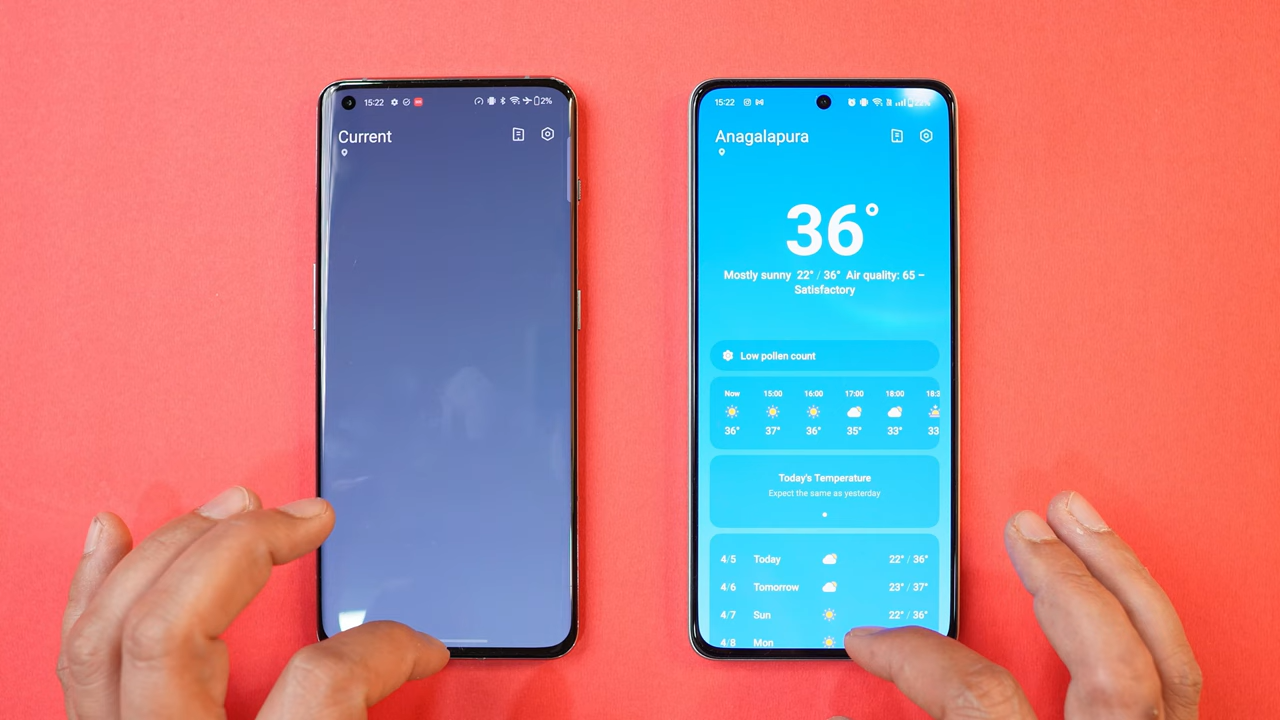 15:22
2%
Current
15:22
Anagalapura
36°
Mostly sunny 22° / 36° Air quality: 65 –
Satisfactory
Low pollen count
Now 15:00 16:00 17:00 18:00
36° 37° 36° 35° 33° 33
Today's Temperature
Expect the same as yesterday
4/5 Today 22° / 36°
4/6 Tomorrow 23° / 37°
4/7 Sun 22° / 36°
4/8 Mon